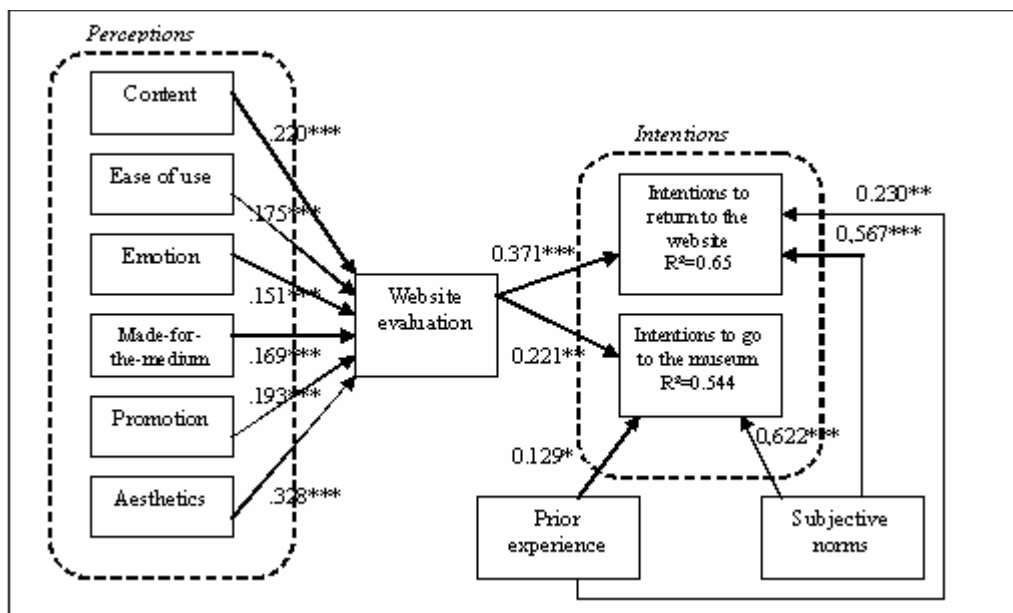 Perceptions
Content
.220***
Ease of use
.175***
Emotion
.151***
Made-for-
the-medium
.169***
Promotion
.193***
Aesthetics
.328***
Website
evaluation
0.371***
0.221**
Intentions
Intentions to
return to the
website
R²=0.65
Intentions to go
to the museum
R²=0.544
0.230**
0,567***
0.129*
0,622***
Prior
experience
Subjective
norms